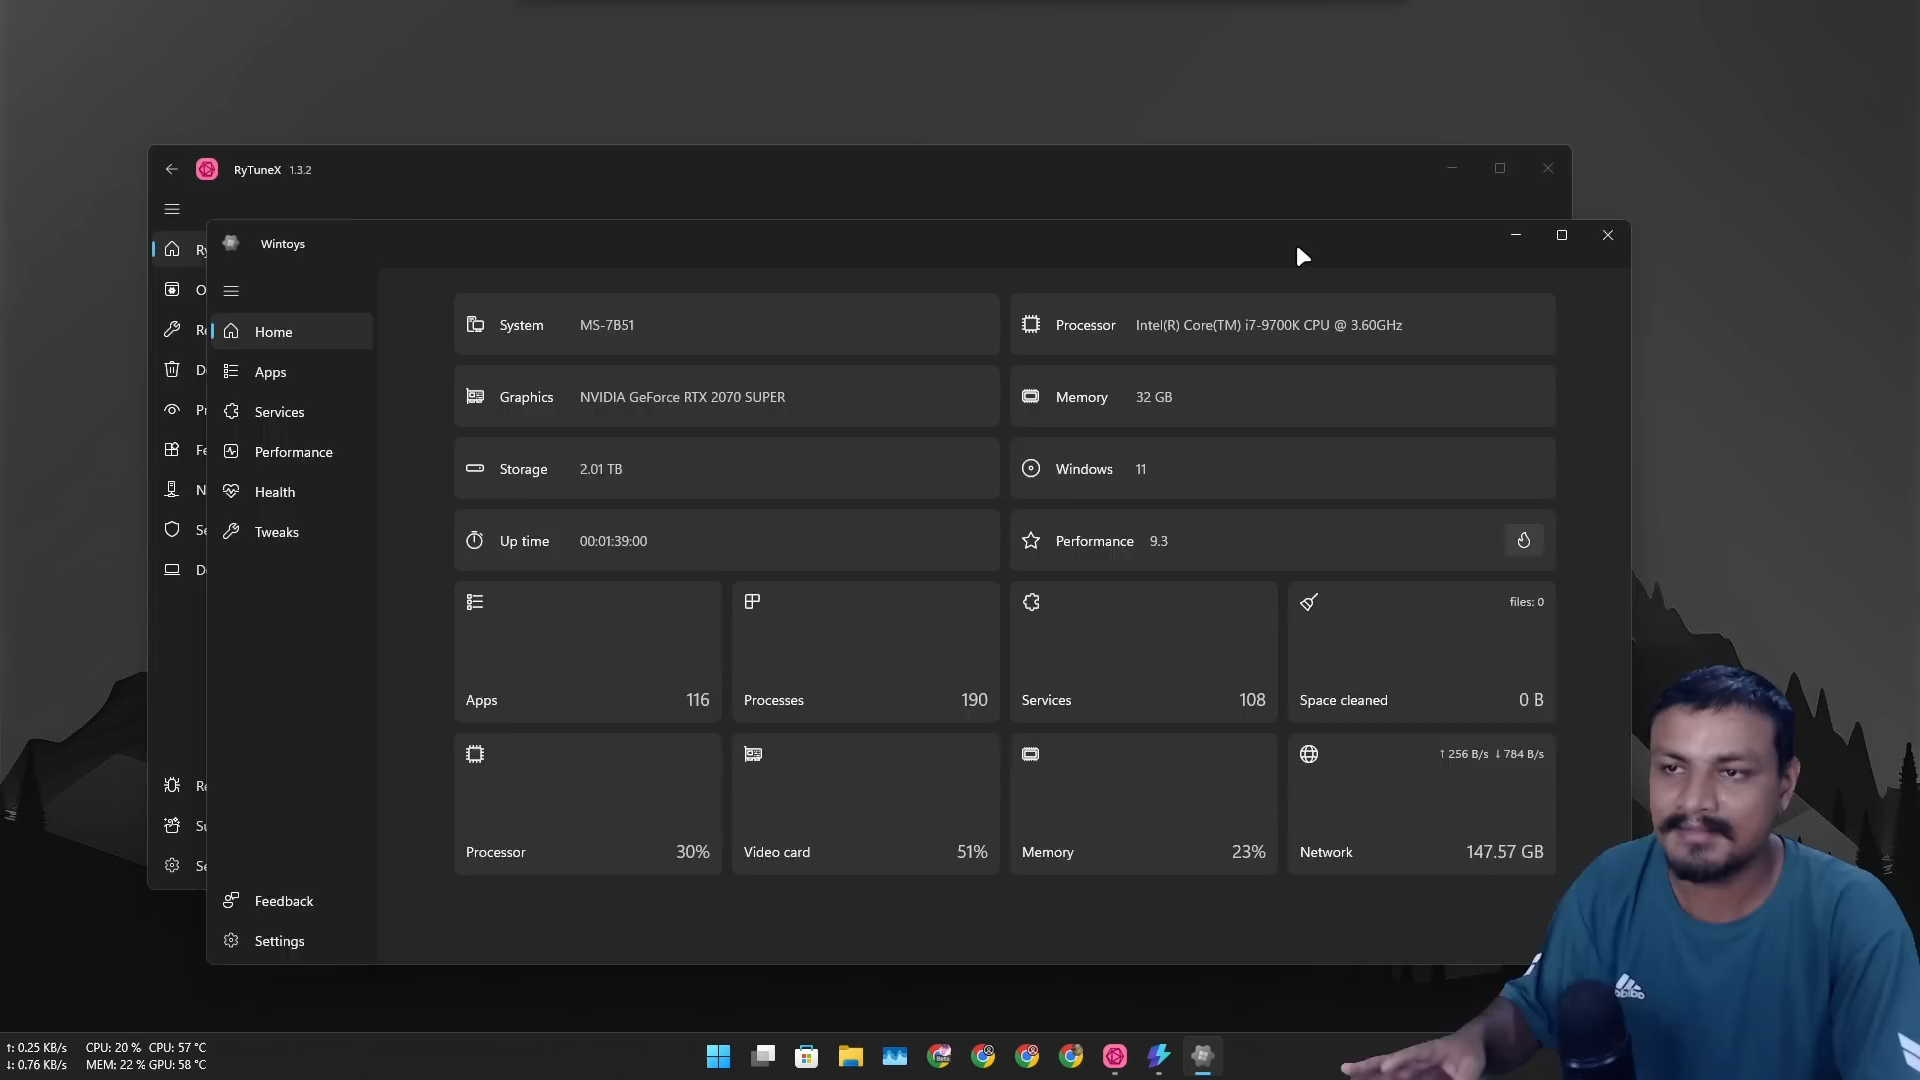 RyTuneX 1.3.2
Wintoys
Home
Apps
Services
Performance
Health
Tweaks
Feedback
Settings
System MS-7B51
Processor Intel(R) Core(TM) i7-9700K CPU @ 3.60GHz
Graphics NVIDIA GeForce RTX 2070 SUPER
Memory 32 GB
Storage 2.01 TB
Windows 11
Up time 00:01:39:00
Performance 9.3
files: 0
Apps 116
Processes 190
Services 108
Space cleaned 0 B
↑ 256 B/s ↓ 784 B/s
Processor 30%
Video card 51%
Memory 23%
Network 147.57 GB
↑: 0.25 KB/s CPU: 20 % CPU: 57 °C
↓: 0.76 KB/s MEM: 22 % GPU: 58 °C
Beta
adidas